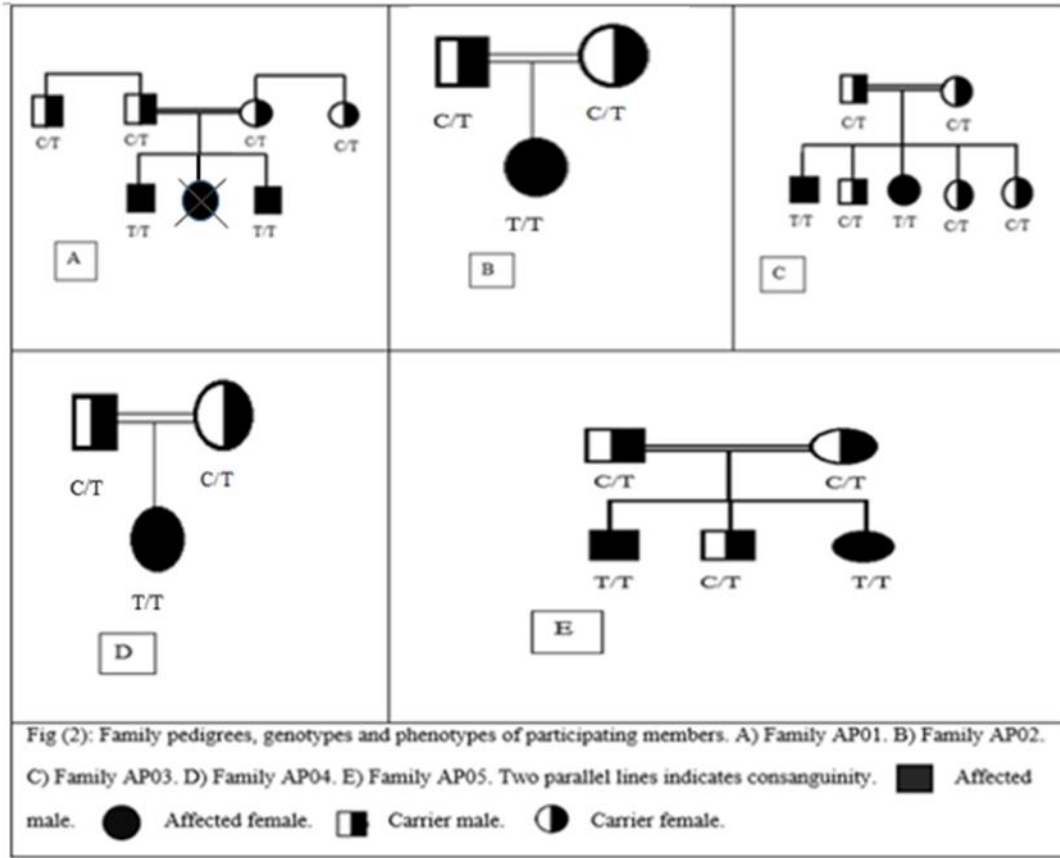 C/T
C/T
C/T
C/T
T/T
T/T
A
C/T
C/T
T/T
B
C/T
C/T
T/T
C/T
T/T
C/T
C/T
C
C/T
C/T
T/T
D
C/T
C/T
T/T
C/T
T/T
E
Fig (2): Family pedigrees, genotypes and phenotypes of participating members. A) Family AP01. B) Family AP02.
C) Family AP03. D) Family AP04. E) Family AP05. Two parallel lines indicates consanguinity. Affected
male. Affected female. Carrier male. Carrier female.